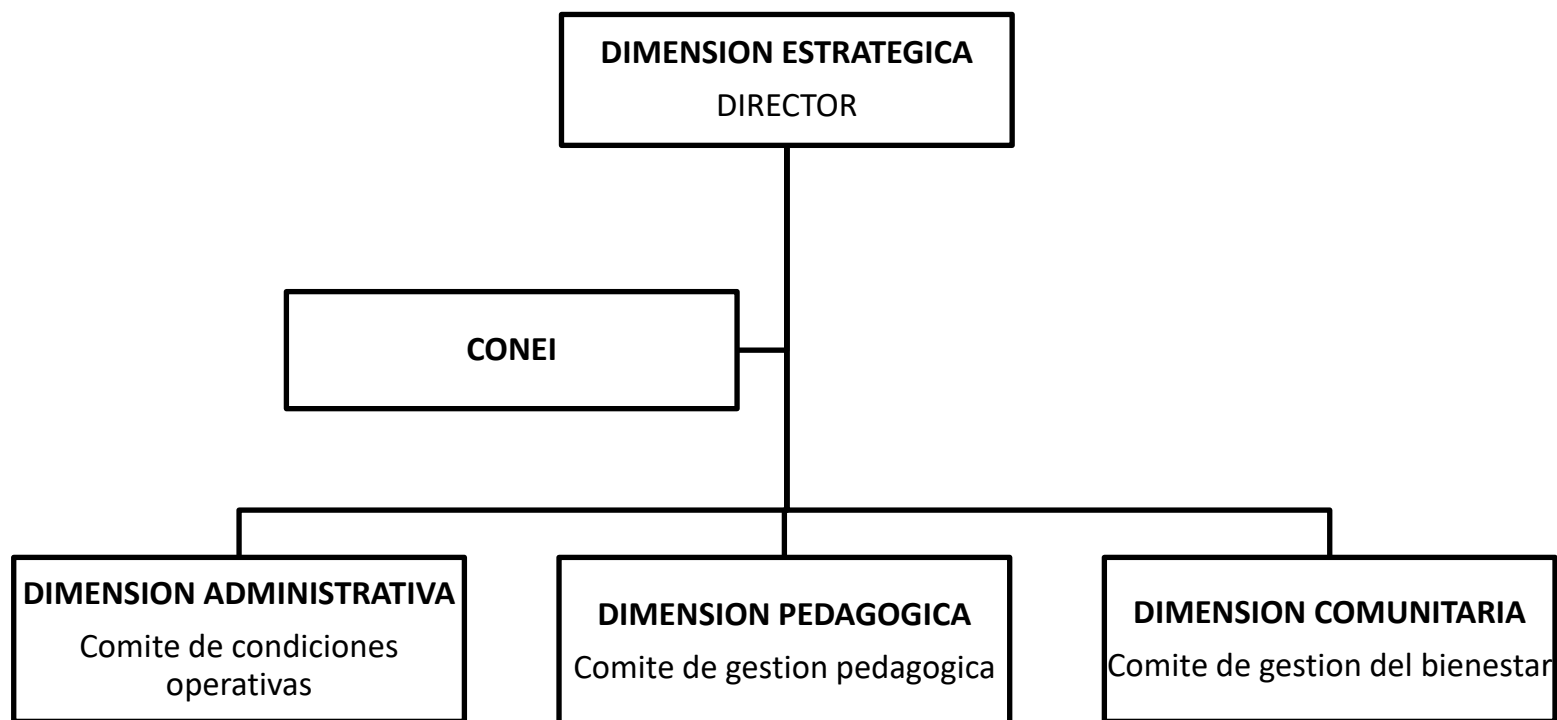 DIMENSION ESTRATEGICA
DIRECTOR
CONEI
DIMENSION ADMINISTRATIVA
Comite de condiciones
operativas
DIMENSION PEDAGOGICA
Comite de gestion pedagogica
DIMENSION COMUNITARIA
Comite de gestion del bienestar